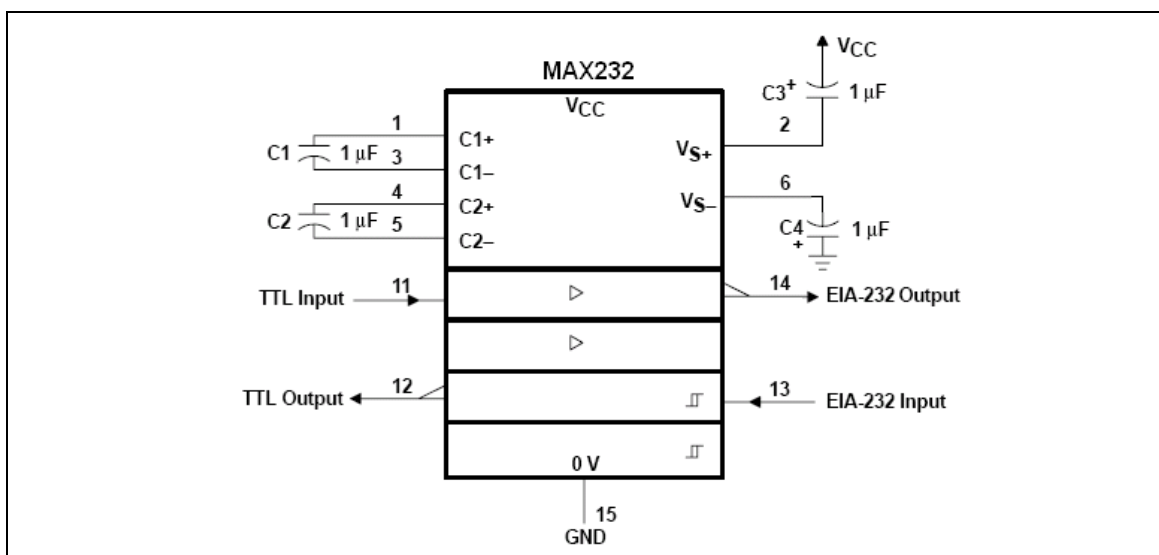 MAX232
VCC
VCC
C3+ 1 µF
2
VS+
C1 1 µF
1
3
C1+
C1–
C2 1 µF
4
5
C2+
C2–
VS–
6
C4
+
1 µF
TTL Input 11
14 EIA-232 Output
TTL Output 12
13 EIA-232 Input
0 V
15
GND